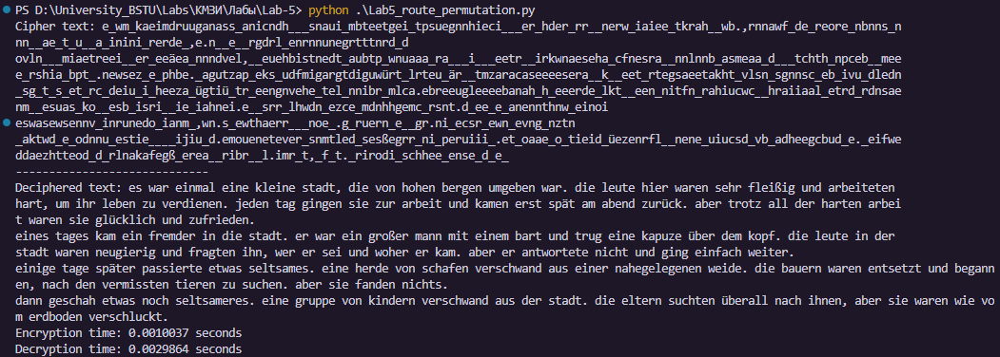 PS D:\University_BSTU\Labs\КМЗИ\Лабы\Lab-5> python .\Lab5_route_permutation.py
Cipher text: e_wm_kaeimdruuganass_anicndh___snaui_mbteetgei_tpsuegnnhieci___er_hder_rr__nerw_iaiee_tkrah__wb.,rnnawf_de_reore_nbnns_n
nn__ae_t_u__a_inini_rerde_,e.n__e__rgdrl_enrnnunegrtttnrd_d
ovln___miaetreei__er_eeäea_nnndvel,__euehbistnedt_aubtp_wnuaaa_ra___i___eetr__irkwnaeseha_cfnesra__nnlnnb_asmeaa_d___tchth_npceb__mee
e_rshia_bpt_.newsez_e_phbe._agutzap_eks_udfmigargtdiguwürt_lrteu_är__tmzaracaseeeesera__k__eet_rtegsaeetakht_vlsn_sgnnsc_eb_ivu_dledn
_sg_t_s_et_rc_deiu_i_heeza_ügtiü_tr_eengnvehe_tel_nnibr_mlca.ebreeugleeeebanah_h_eeerde_lkt__een_nitfn_rahiucwc__hraiiaal_etrd_rdnsae
nm__esuas_ko__esb_isri__ie_iahnei.e__srr_lhwdn_ezce_mdnhhgemc_rsnt.d_ee_e_anennthnw_einoi
eswasewsennv_inrunedo_ianm_,wn.s_ewthaerr___noe_.g_ruern_e__gr.ni_ecsr_ewn_evng_nztn
_aktwd_e_odnnu_estie____ijiu_d.emouenetever_snmtled_sesßegrr_ni_peruiii_.et_oaae_o_tieid_üezenrfl__nene_uiucsd_vb_adheegcbud_e._eifwe
ddaezhtteod_d_rlnakafegß_erea__ribr__l.imr_t,_f_t._rirodi_schhee_ense_d_e_
-----------------------------
Deciphered text: es war einmal eine kleine stadt, die von hohen bergen umgeben war. die leute hier waren sehr fleißig und arbeiteten
hart, um ihr leben zu verdienen. jeden tag gingen sie zur arbeit und kamen erst spät am abend zurück. aber trotz all der harten arbei
t waren sie glücklich und zufrieden.
eines tages kam ein fremder in die stadt. er war ein großer mann mit einem bart und trug eine kapuze über dem kopf. die leute in der
stadt waren neugierig und fragten ihn, wer er sei und woher er kam. aber er antwortete nicht und ging einfach weiter.
einige tage später passierte etwas seltsames. eine herde von schafen verschwand aus einer nahegelegenen weide. die bauern waren entsetzt und begann
en, nach den vermissten tieren zu suchen. aber sie fanden nichts.
dann geschah etwas noch seltsameres. eine gruppe von kindern verschwand aus der stadt. die eltern suchten überall nach ihnen, aber sie waren wie vo
m erdboden verschluckt.
Encryption time: 0.0010037 seconds
Decryption time: 0.0029864 seconds